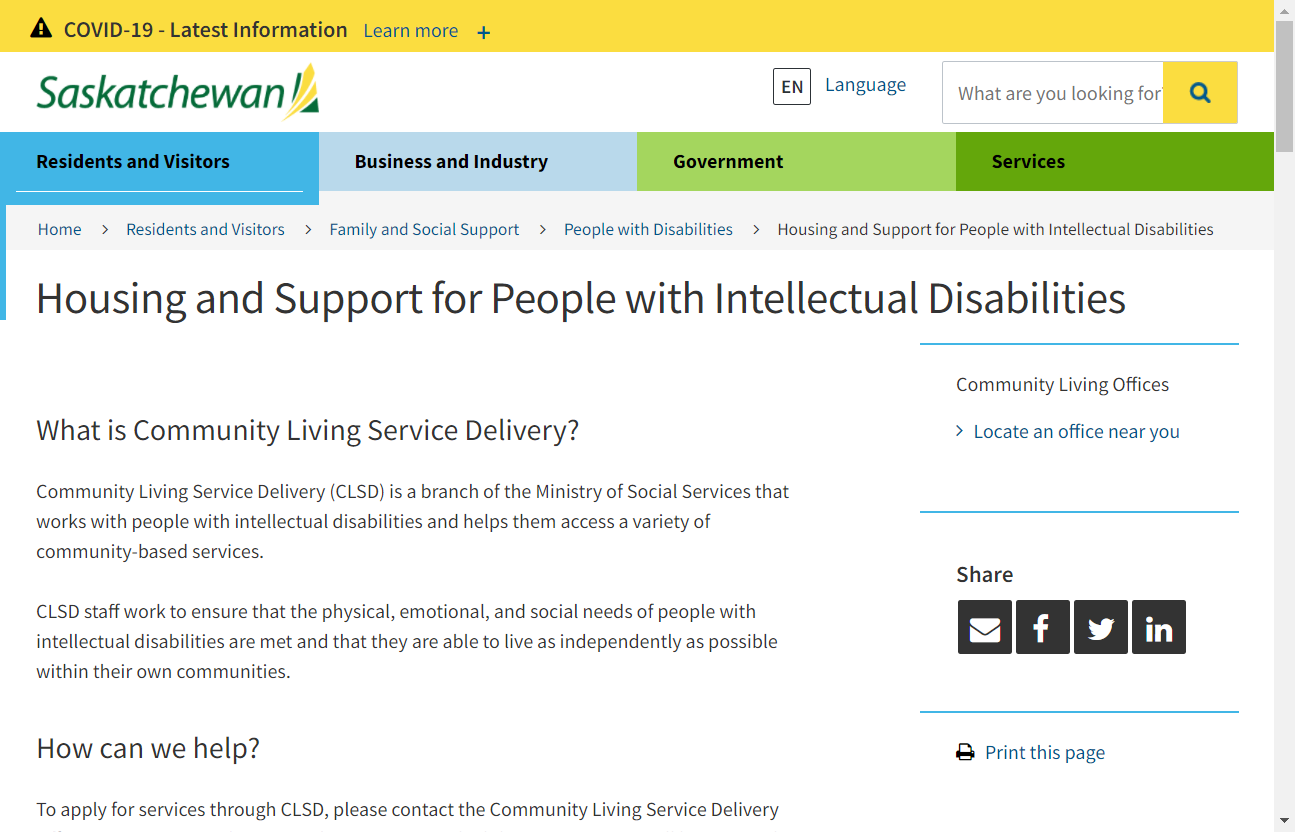 COVID-19 - Latest Information Learn more +
Saskatchewan
EN Language
What are you looking for
Residents and Visitors
Business and Industry
Government
Services
Home > Residents and Visitors > Family and Social Support > People with Disabilities > Housing and Support for People with Intellectual Disabilities
Housing and Support for People with Intellectual Disabilities
What is Community Living Service Delivery?
Community Living Service Delivery (CLSD) is a branch of the Ministry of Social Services that
works with people with intellectual disabilities and helps them access a variety of
community-based services.
CLSD staff work to ensure that the physical, emotional, and social needs of people with
intellectual disabilities are met and that they are able to live as independently as possible
within their own communities.
How can we help?
To apply for services through CLSD, please contact the Community Living Service Delivery
Community Living Offices
> Locate an office near you
Share
Print this page